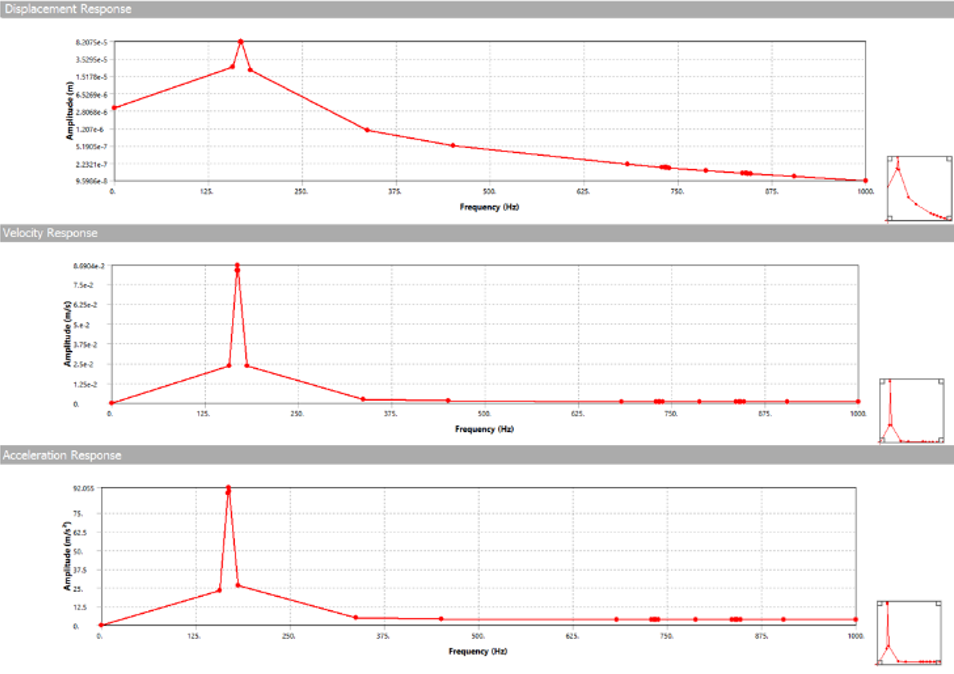 Displacement Response
8.2075e-5
3.5295e-5
1.5178e-5
6.5269e-6
2.8068e-6
1.207e-6
5.1905e-7
2.2321e-7
9.5986e-8
Amplitude (m)
0. 125. 250. 375. 500. 625. 750. 875. 1000.
Frequency (Hz)
Velocity Response
8.6904e-2
7.5e-2
6.25e-2
5.e-2
3.75e-2
2.5e-2
1.25e-2
0.
Amplitude (m/s)
0. 125. 250. 375. 500. 625. 750. 875. 1000.
Frequency (Hz)
Acceleration Response
92.055
75.
62.5
50.
37.5
25.
12.5
0.
Amplitude (m/s²)
0. 125. 250. 375. 500. 625. 750. 875. 1000.
Frequency (Hz)